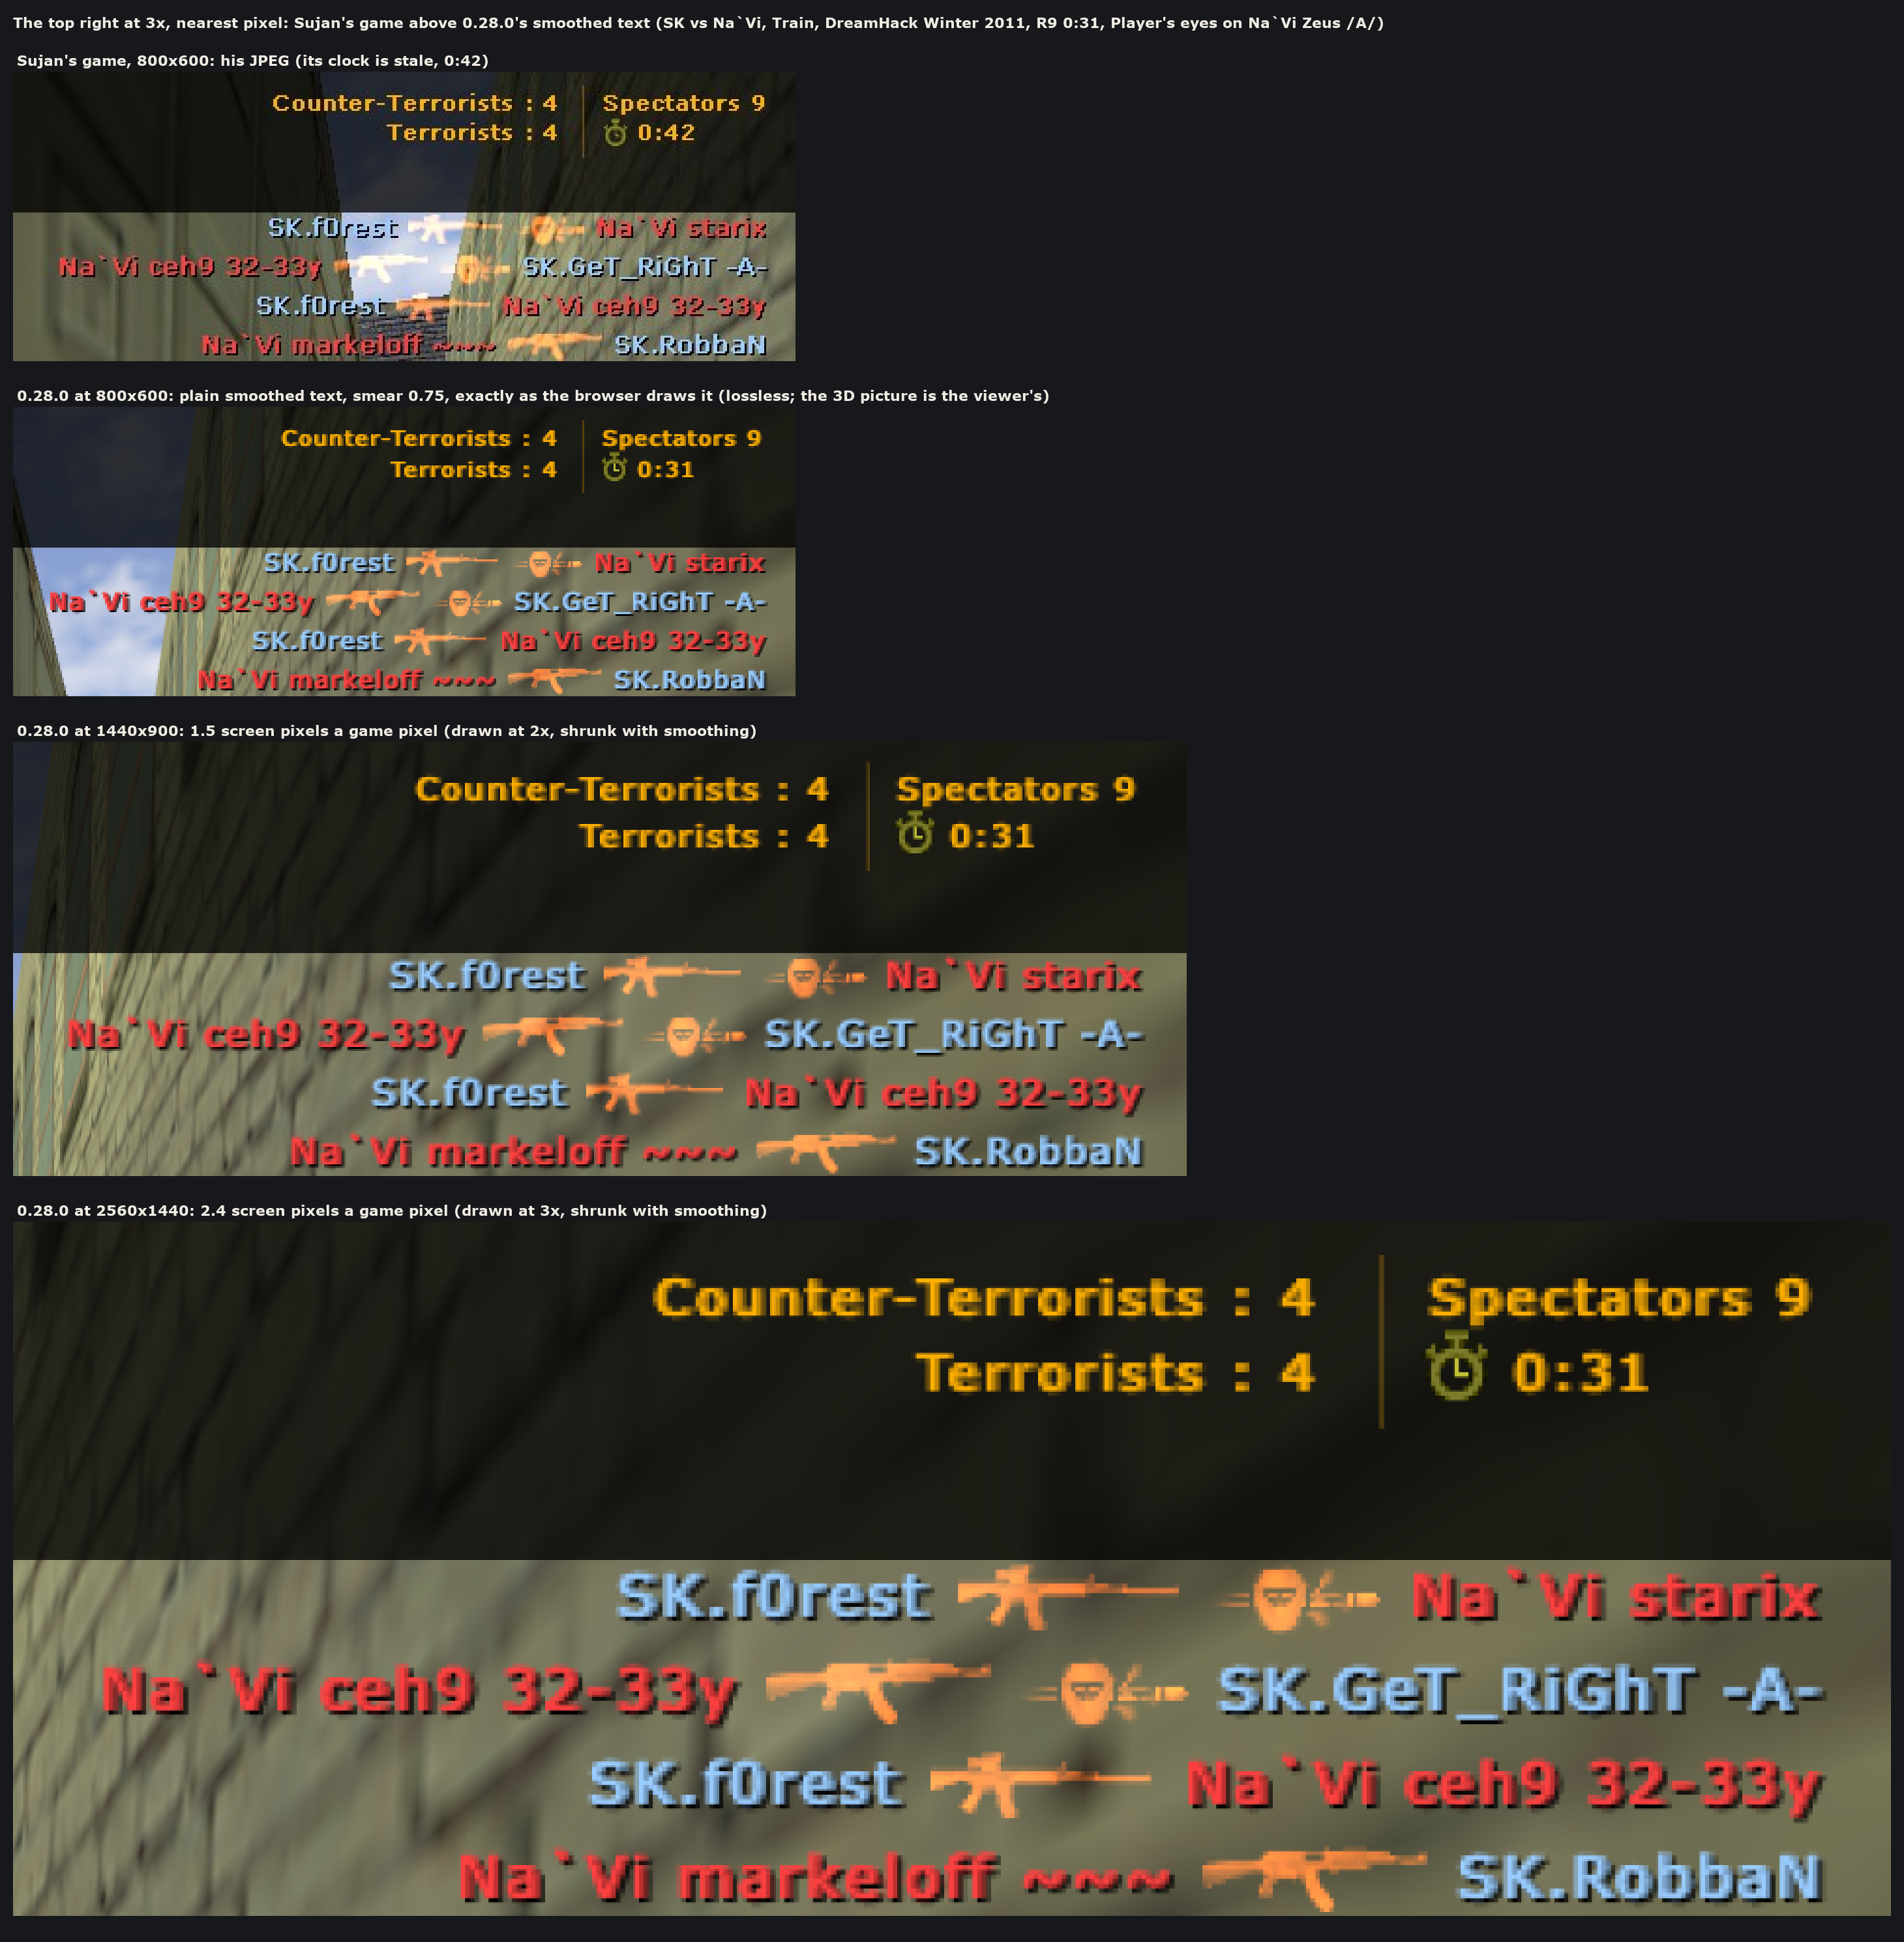 The top right at 3x, nearest pixel: Sujan's game above 0.28.0's smoothed text (SK vs Na`Vi, Train, DreamHack Winter 2011, R9 0:31, Player's eyes on Na`Vi Zeus /A/)
Sujan's game, 800x600: his JPEG (its clock is stale, 0:42)
Counter-Terrorists : 4 Spectators 9
Terrorists : 4 0:42
SK.f0rest Na`Vi starix
Na`Vi ceh9 32-33y SK.GeT_RiGhT -A-
SK.f0rest Na`Vi ceh9 32-33y
Na`Vi markeloff ~~~ SK.RobbaN
0.28.0 at 800x600: plain smoothed text, smear 0.75, exactly as the browser draws it (lossless; the 3D picture is the viewer's)
Counter-Terrorists : 4 Spectators 9
Terrorists : 4 0:31
SK.f0rest Na`Vi starix
Na`Vi ceh9 32-33y SK.GeT_RiGhT -A-
SK.f0rest Na`Vi ceh9 32-33y
Na`Vi markeloff ~~~ SK.RobbaN
0.28.0 at 1440x900: 1.5 screen pixels a game pixel (drawn at 2x, shrunk with smoothing)
Counter-Terrorists : 4 Spectators 9
Terrorists : 4 0:31
SK.f0rest Na`Vi starix
Na`Vi ceh9 32-33y SK.GeT_RiGhT -A-
SK.f0rest Na`Vi ceh9 32-33y
Na`Vi markeloff ~~~ SK.RobbaN
0.28.0 at 2560x1440: 2.4 screen pixels a game pixel (drawn at 3x, shrunk with smoothing)
Counter-Terrorists : 4 Spectators 9
Terrorists : 4 0:31
SK.f0rest Na`Vi starix
Na`Vi ceh9 32-33y SK.GeT_RiGhT -A-
SK.f0rest Na`Vi ceh9 32-33y
Na`Vi markeloff ~~~ SK.RobbaN